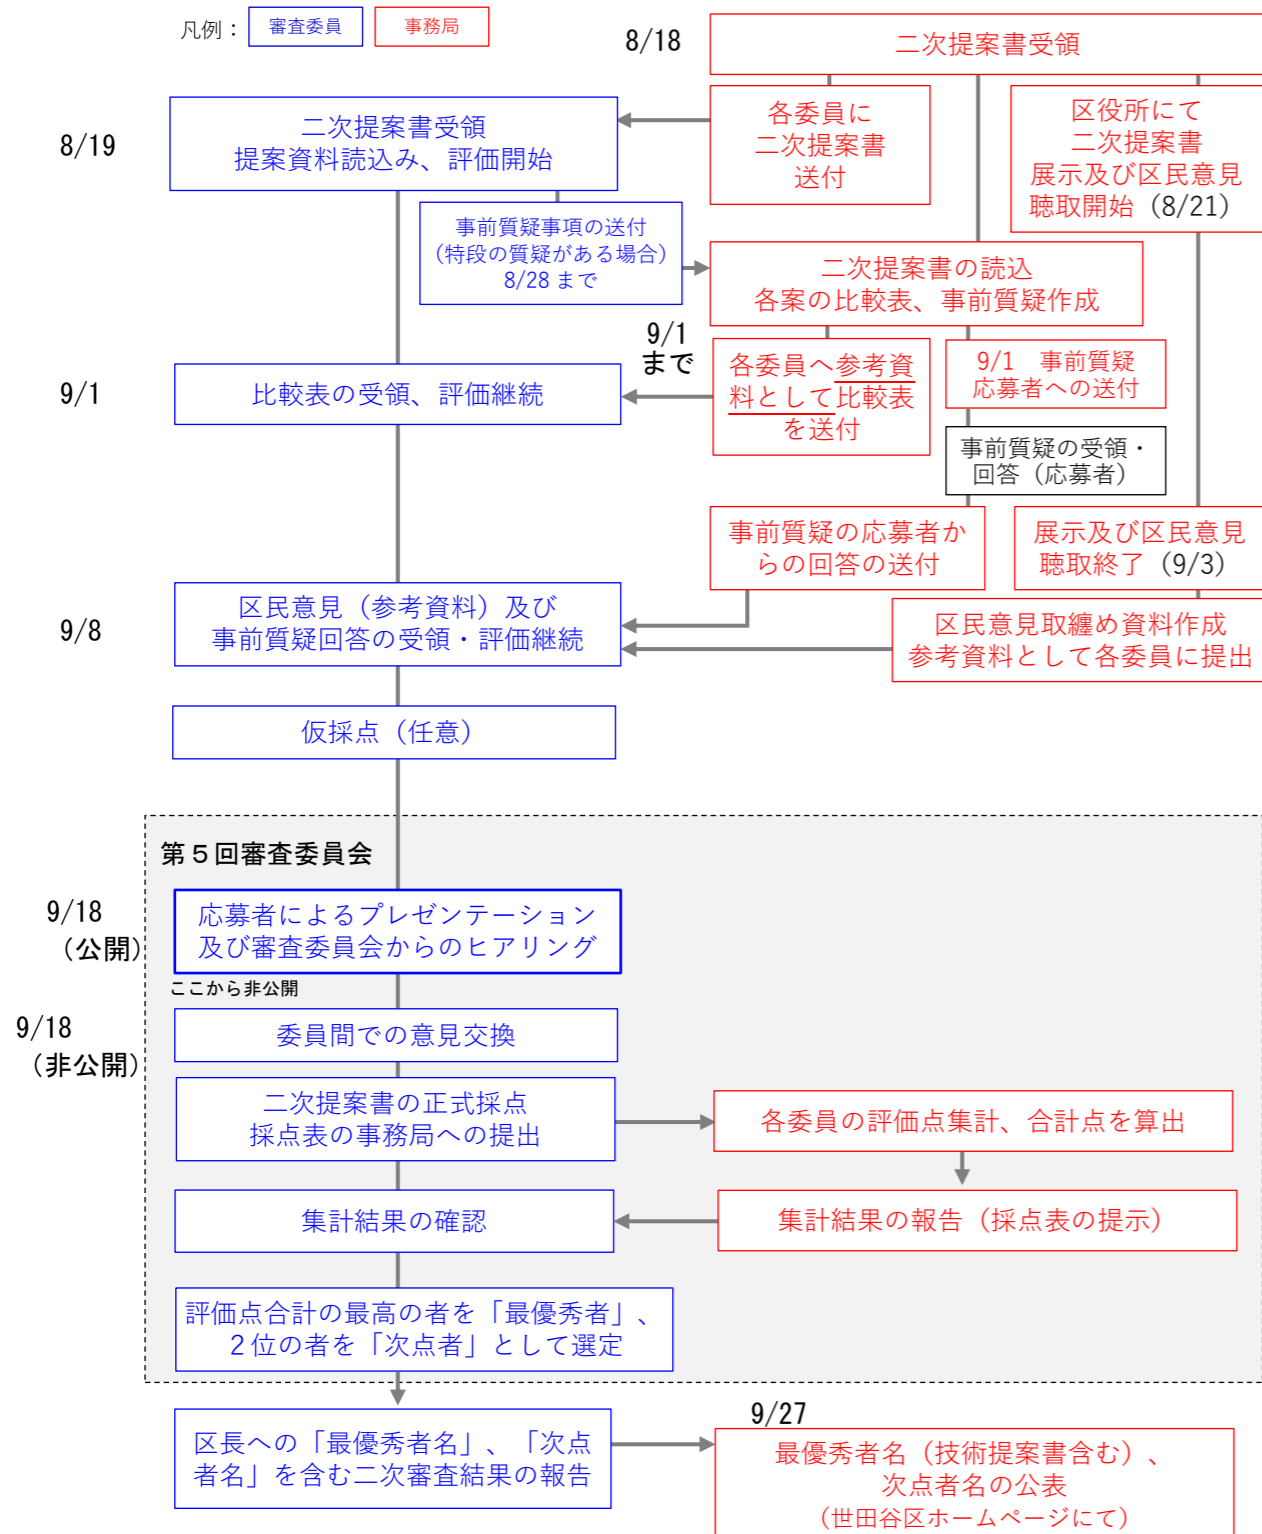 凡例：
審査委員
事務局
8/18
二次提案書受領
8/19
二次提案書受領
提案資料読込み、評価開始
各委員に
二次提案書
送付
区役所にて
二次提案書
展示及び区民意見
聴取開始（8/21）
事前質疑事項の送付
（特段の質疑がある場合）
8/28 まで
二次提案書の読込
各案の比較表、事前質疑作成
9/1
まで
9/1
比較表の受領、評価継続
各委員へ参考資
料として比較表
を送付
9/1　事前質疑
応募者への送付
事前質疑の受領・
回答（応募者）
事前質疑の応募者か
らの回答の送付
展示及び区民意見
聴取終了（9/3）
9/8
区民意見（参考資料）及び
事前質疑回答の受領・評価継続
区民意見取纏め資料作成
参考資料として各委員に提出
仮採点（任意）
第５回審査委員会
9/18
（公開）
応募者によるプレゼンテーション
及び審査委員会からのヒアリング
ここから非公開
9/18
（非公開）
委員間での意見交換
二次提案書の正式採点
採点表の事務局への提出
各委員の評価点集計、合計点を算出
集計結果の確認
集計結果の報告（採点表の提示）
評価点合計の最高の者を「最優秀者」、
２位の者を「次点者」として選定
9/27
区長への「最優秀者名」、「次点
者名」を含む二次審査結果の報告
最優秀者名（技術提案書含む）、
次点者名の公表
（世田谷区ホームページにて）